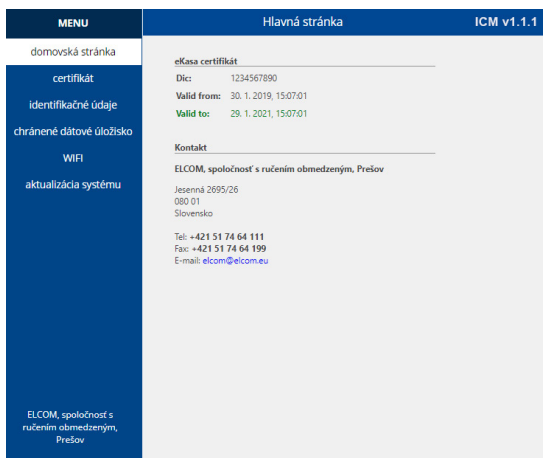 MENU
Hlavná stránka
ICM v1.1.1
domovská stránka
certifikát
identifikačné údaje
chránené dátové úložisko
WIFI
aktualizácia systému
eKasa certifikát
Dic: 1234567890
Valid from: 30. 1. 2019, 15:07:01
Valid to: 29. 1. 2021, 15:07:01
Kontakt
ELCOM, spoločnosť s ručením obmedzeným, Prešov
Jesenná 2695/26
080 01
Slovensko
Tel: +421 51 74 64 111
Fax: +421 51 74 64 199
E-mail: elcom@elcom.eu
ELCOM, spoločnosť s
ručením obmedzeným,
Prešov